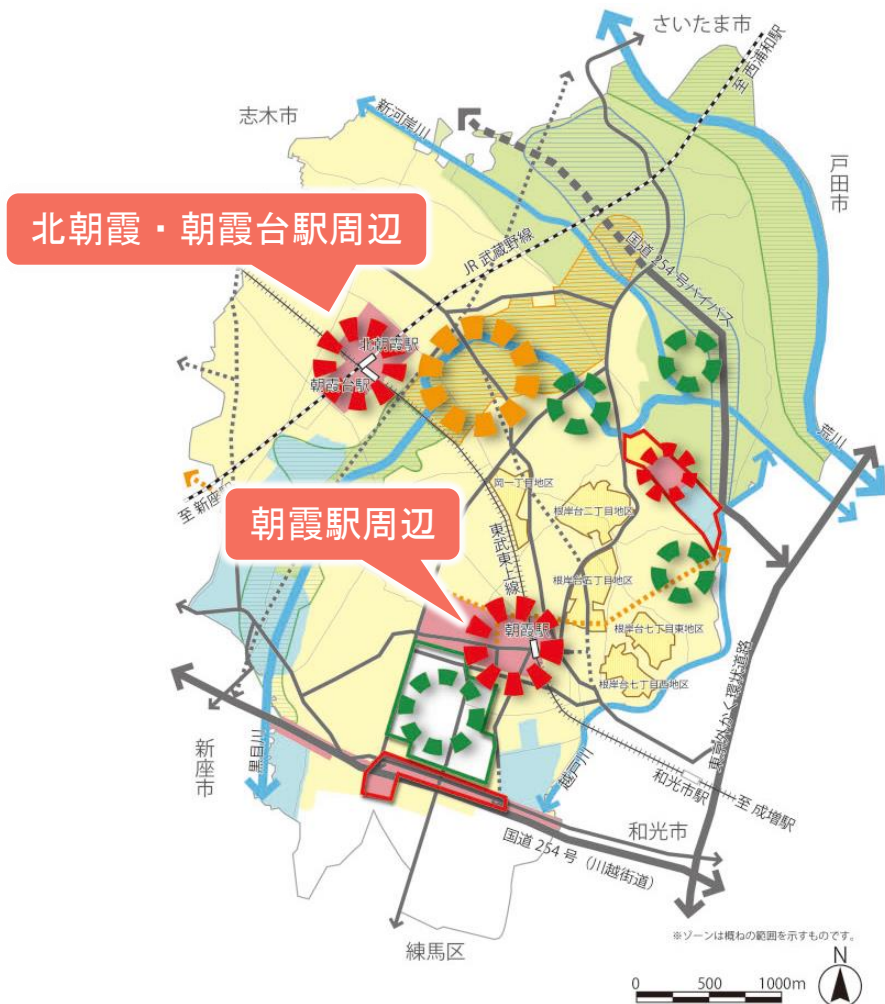 さいたま市
至 西浦和駅
志木市
新河岸川
戸田市
北朝霞・朝霞台駅周辺
JR 武蔵野線
国道 254 号バイパス
北朝霞駅
朝霞台駅
荒川
至 新座駅
岡一丁目地区
根岸台二丁目地区
朝霞駅周辺
東武東上線
根岸台五丁目地区
朝霞駅
根岸台七丁目東地区
根岸台七丁目西地区
東京外かく環状道路
新座市
黒目川
越戸川
和光市駅
至 成増駅
和光市
国道 254 号（川越街道）
練馬区
※ゾーンは概ねの範囲を示すものです。
N
0 500 1000m